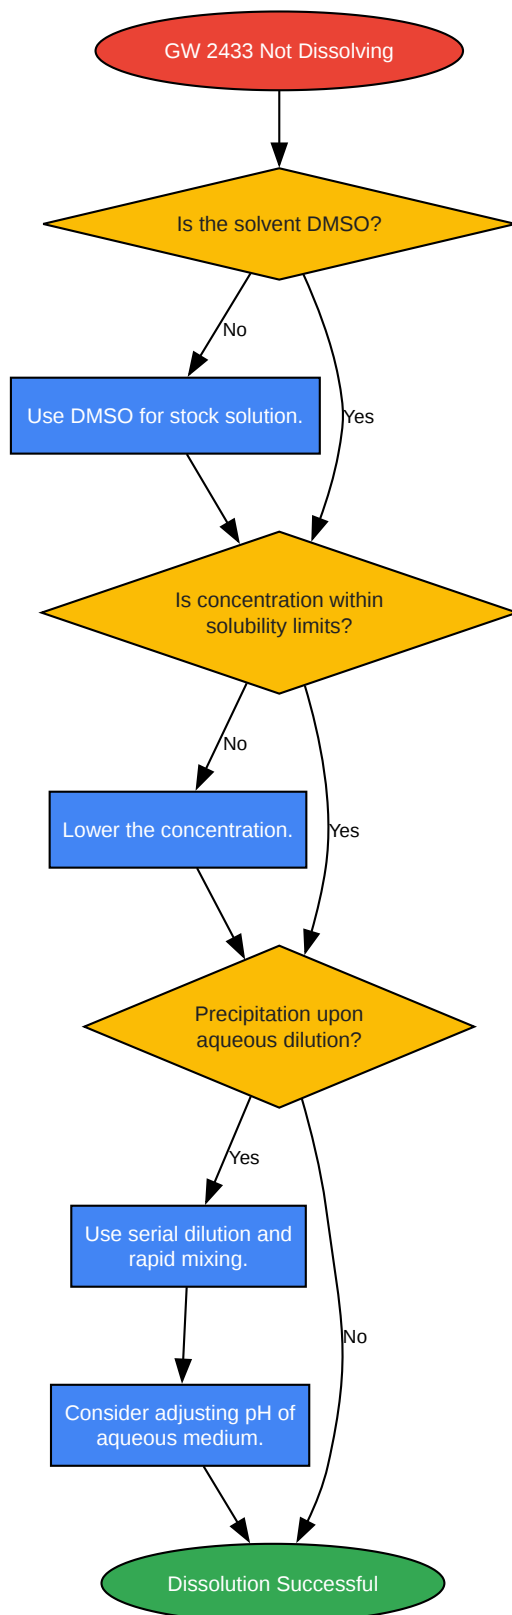 GW 2433 Not Dissolving
Is the solvent DMSO?
No
Use DMSO for stock solution.
Yes
Is concentration within
solubility limits?
No
Lower the concentration.
Yes
Precipitation upon
aqueous dilution?
Yes
Use serial dilution and
rapid mixing.
No
Consider adjusting pH of
aqueous medium.
Dissolution Successful